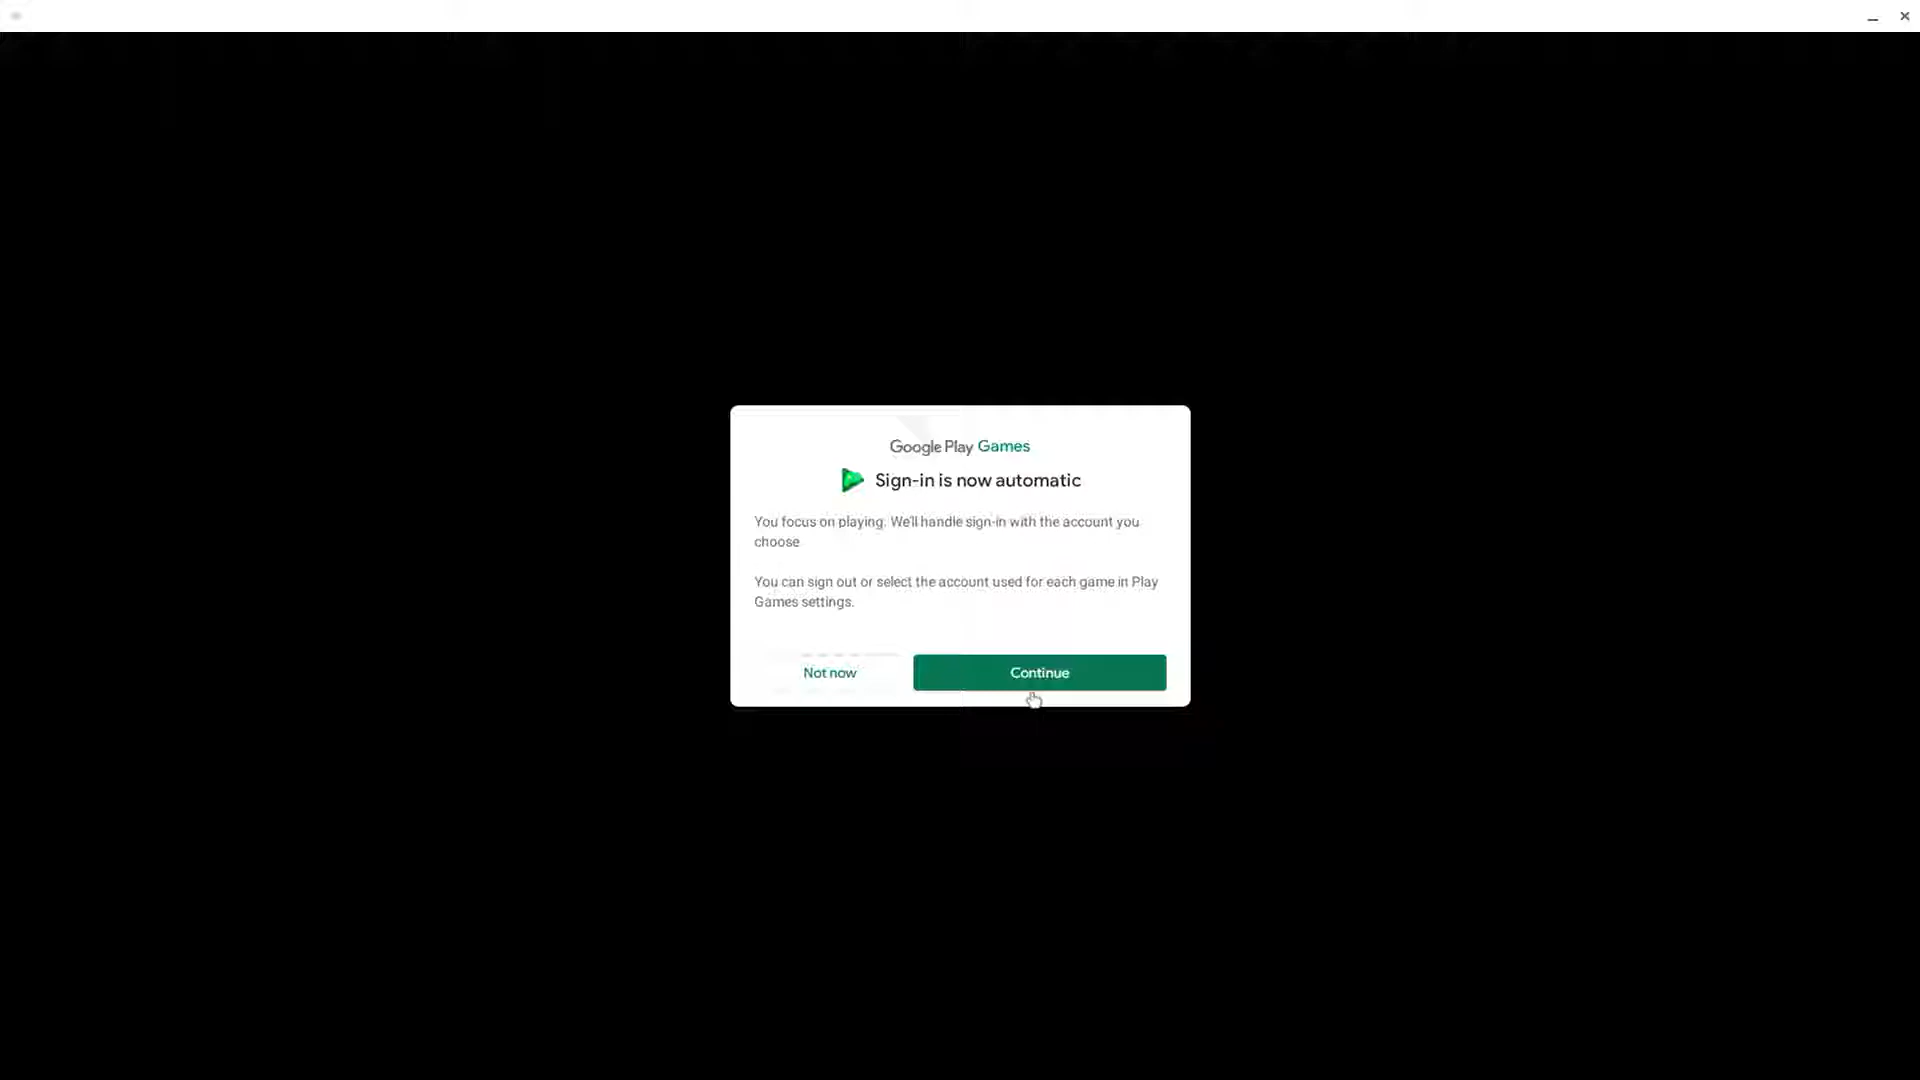 Google Play Games
Sign-in is now automatic
You focus on playing. We'll handle sign-in with the account you
choose
You can sign out or select the account used for each game in Play
Games settings.
Not now
Continue